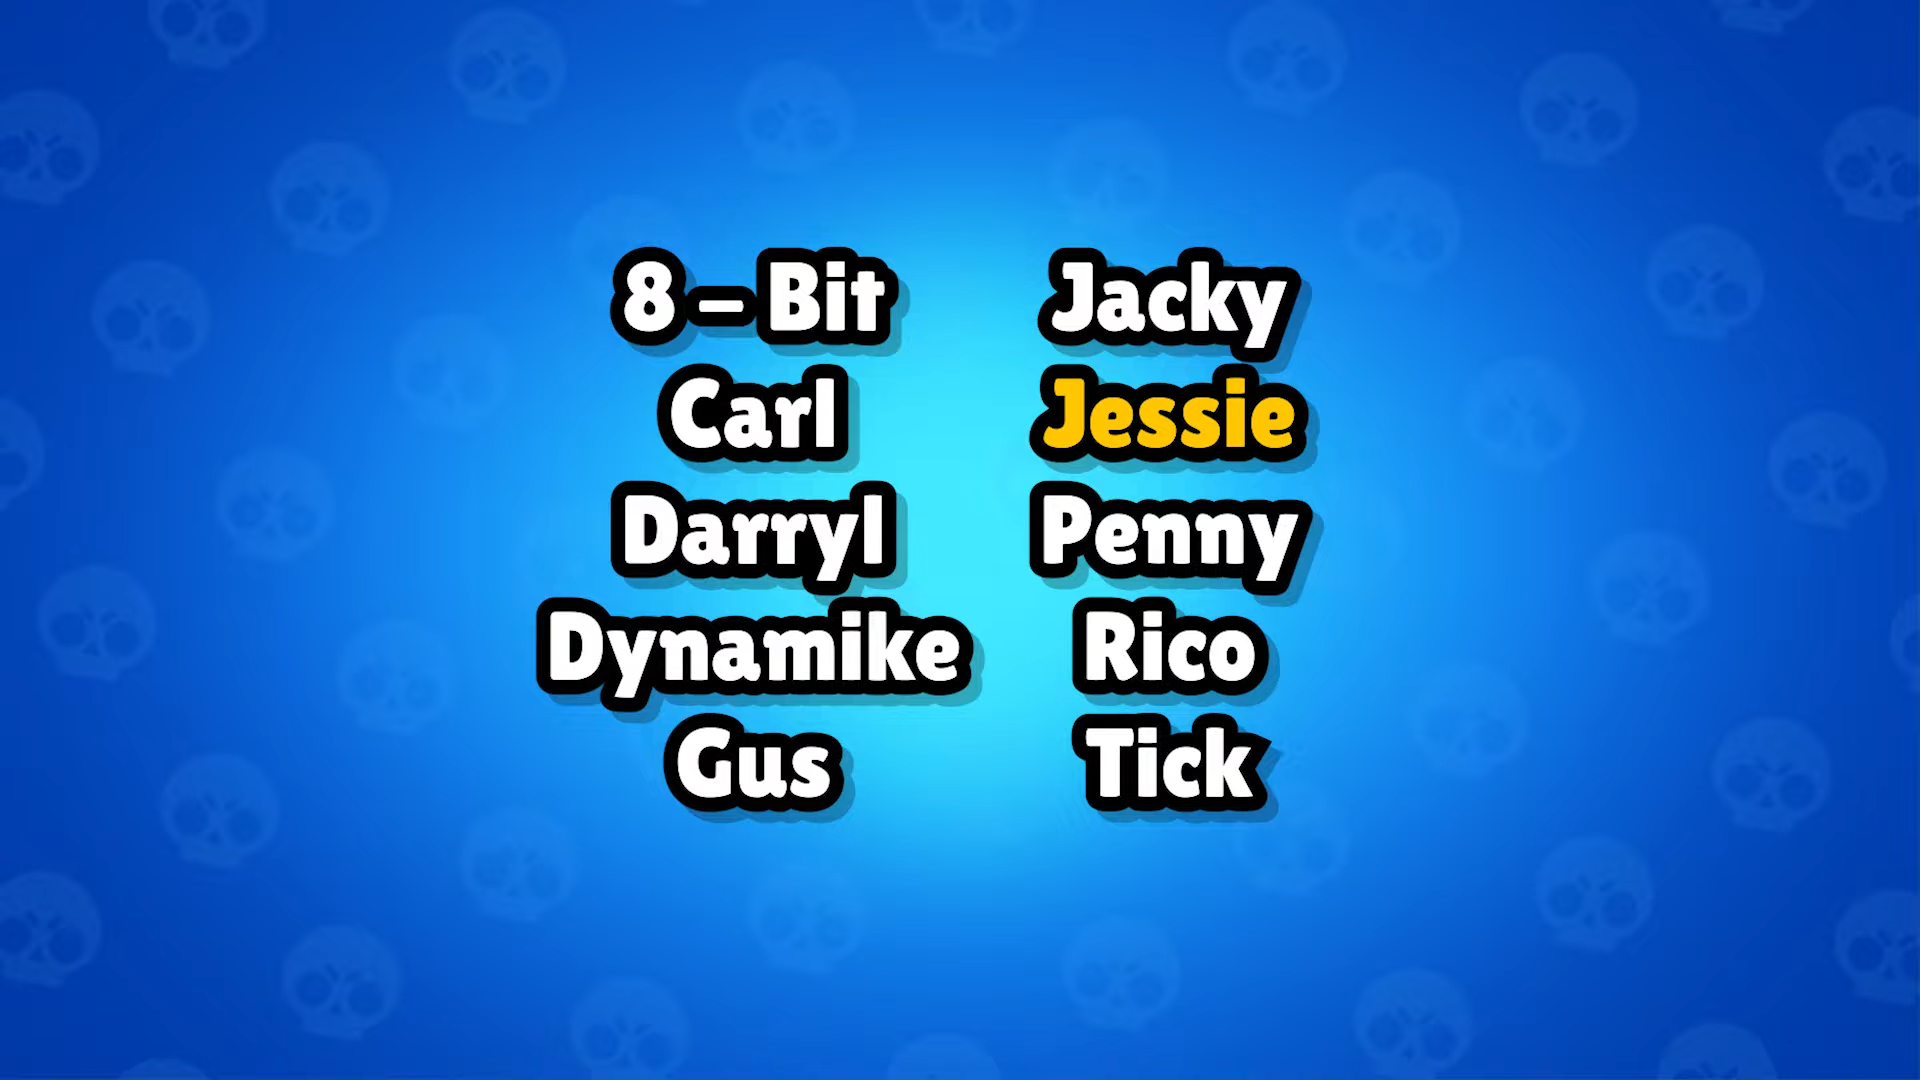 8 – Bit
Carl
Darryl
Dynamike
Gus
Jacky
Jessie
Penny
Rico
Tick